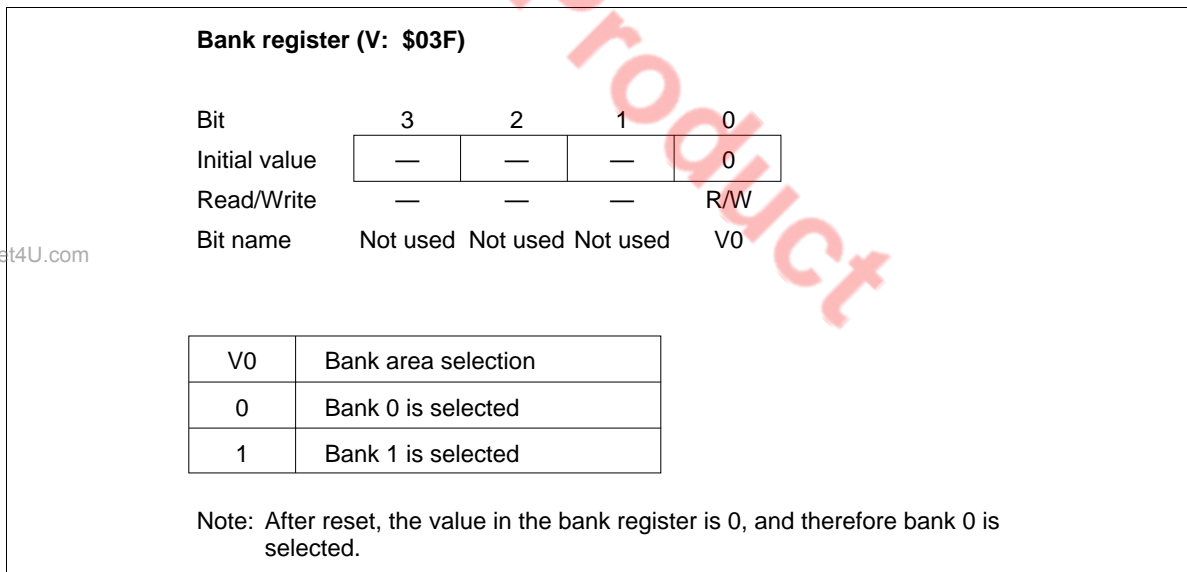 Bank register (V: $03F)
Bit 3 2 1 0
Initial value — — — 0
Read/Write — — — R/W
Bit name Not used Not used Not used V0
et4U.com
V0 Bank area selection
0 Bank 0 is selected
1 Bank 1 is selected
Note: After reset, the value in the bank register is 0, and therefore bank 0 is
selected.